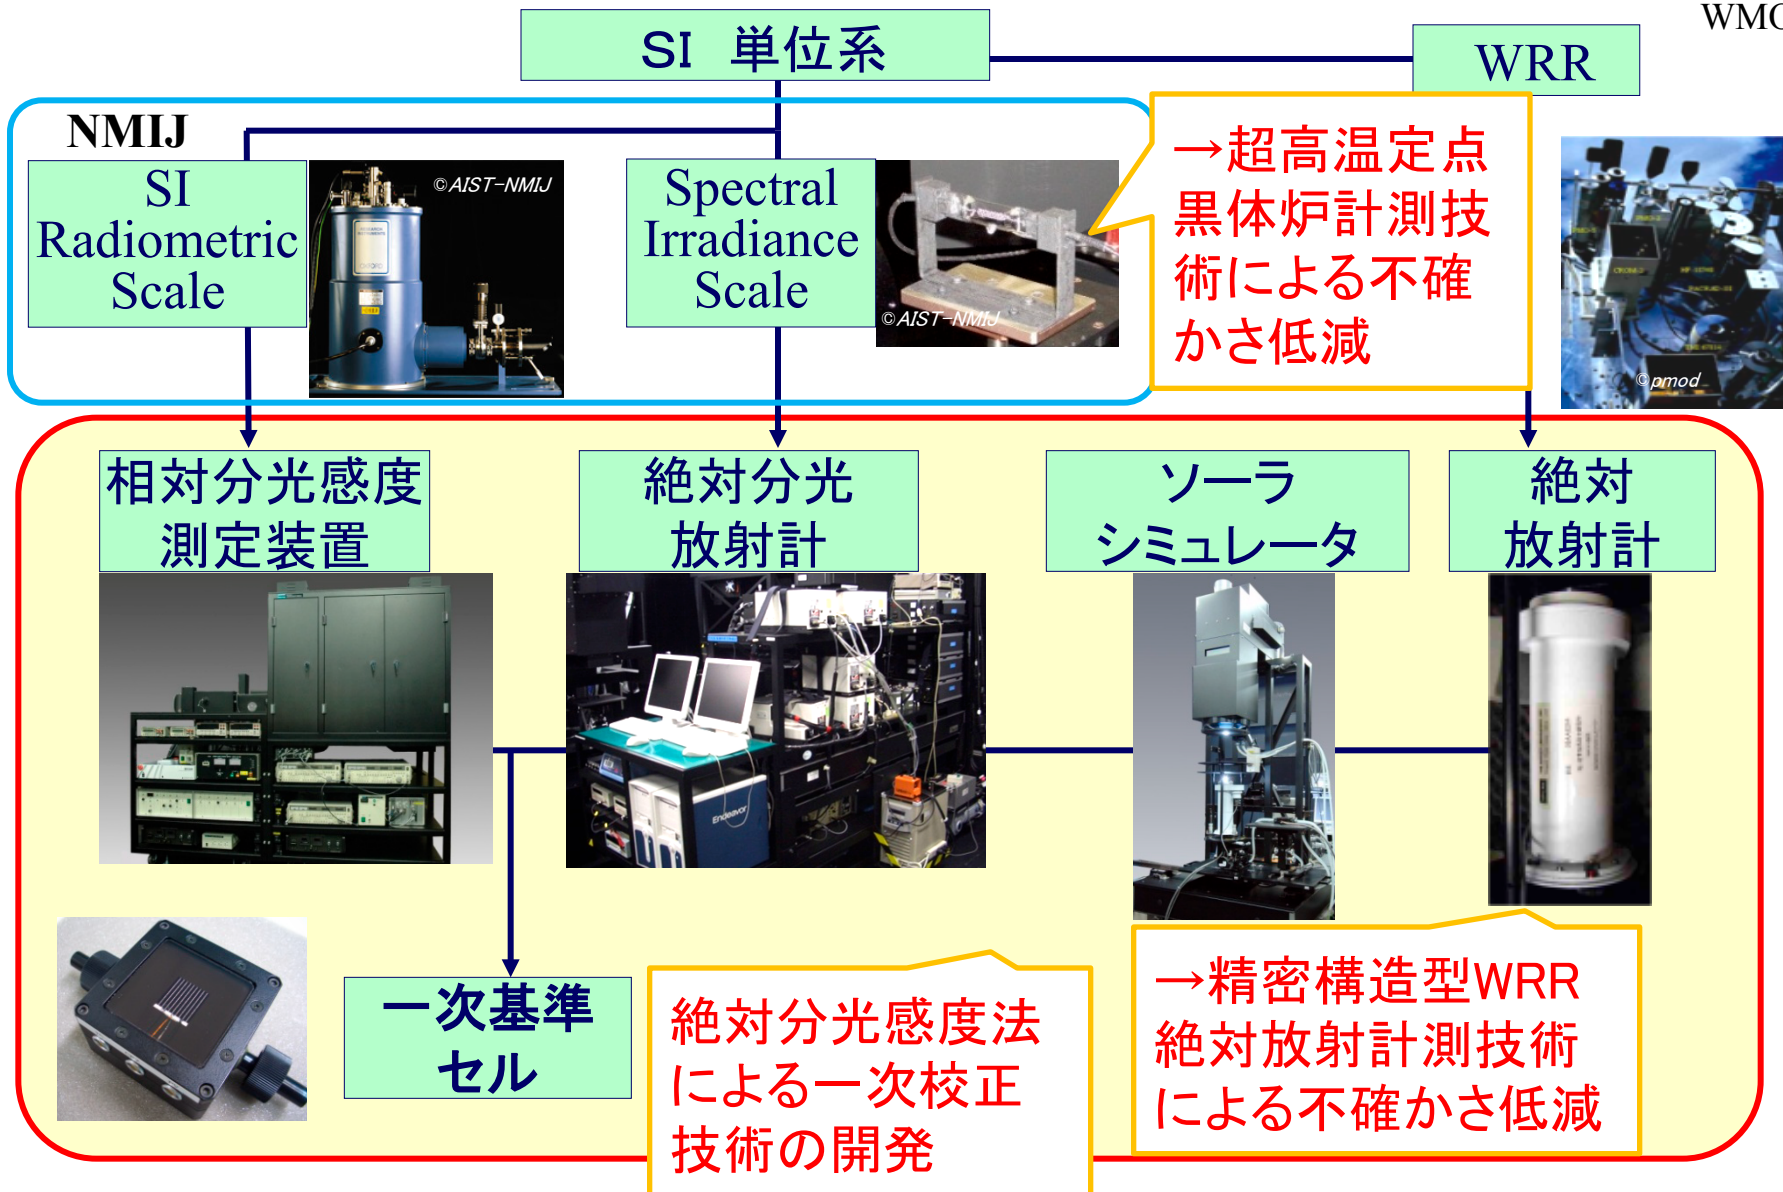 WMO
SI 単位系
WRR
NMIJ
SI
Radiometric
Scale
©AIST-NMIJ
Spectral
Irradiance
Scale
©AIST-NMIJ
→超高温定点
黒体炉計測技
術による不確
かさ低減
©pmod
相対分光感度
測定装置
絶対分光
放射計
ソーラ
シミュレータ
絶対
放射計
Endeavor
一次基準
セル
絶対分光感度法
による一次校正
技術の開発
→精密構造型WRR
絶対放射計測技術
による不確かさ低減